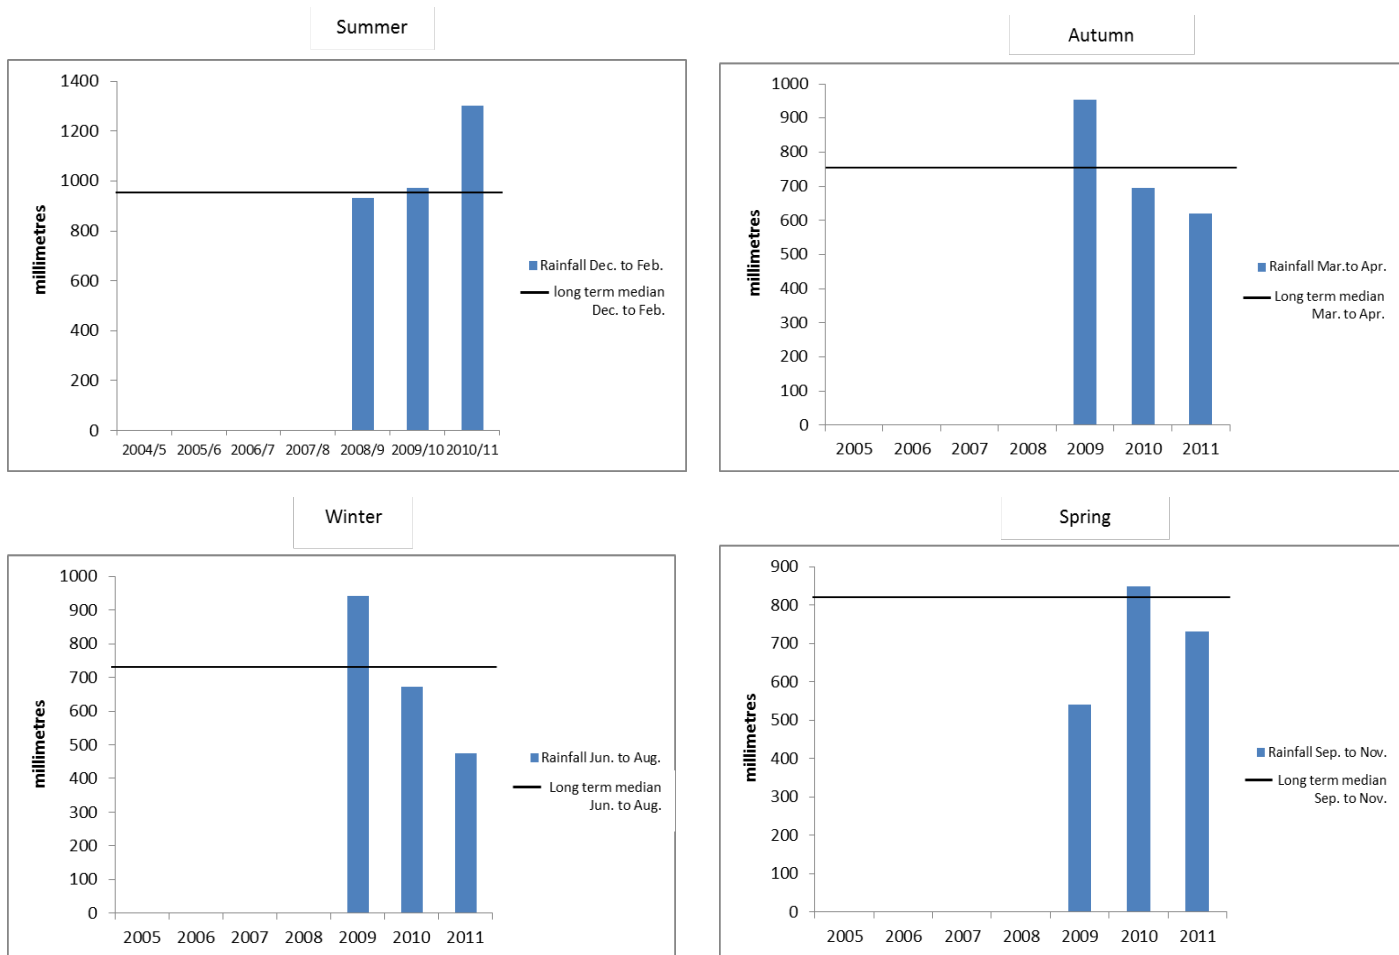 Summer
1400
1200
1000
800
600
400
200
0
millimetres
2004/5 2005/6 2006/7 2007/8 2008/9 2009/10 2010/11
Rainfall Dec. to Feb.
long term median
Dec. to Feb.
Autumn
1000
900
800
700
600
500
400
300
200
100
0
millimetres
2005 2006 2007 2008 2009 2010 2011
Rainfall Mar.to Apr.
Long term median
Mar. to Apr.
Winter
1000
900
800
700
600
500
400
300
200
100
0
millimetres
2005 2006 2007 2008 2009 2010 2011
Rainfall Jun. to Aug.
Long term median
Jun. to Aug.
Spring
900
800
700
600
500
400
300
200
100
0
millimetres
2005 2006 2007 2008 2009 2010 2011
Rainfall Sep. to Nov.
Long term median
Sep. to Nov.